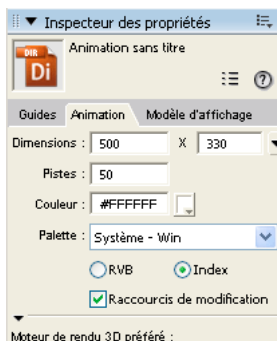 Inspecteur des propriétés
DIR
Di
Animation sans titre
?
Guides Animation Modèle d'affichage
Dimensions : 500 X 330
Pistes : 50
Couleur : #FFFFFF
Palette : Système - Win
RVB Index
Raccourcis de modification
Moteur de rendu 3D préféré :